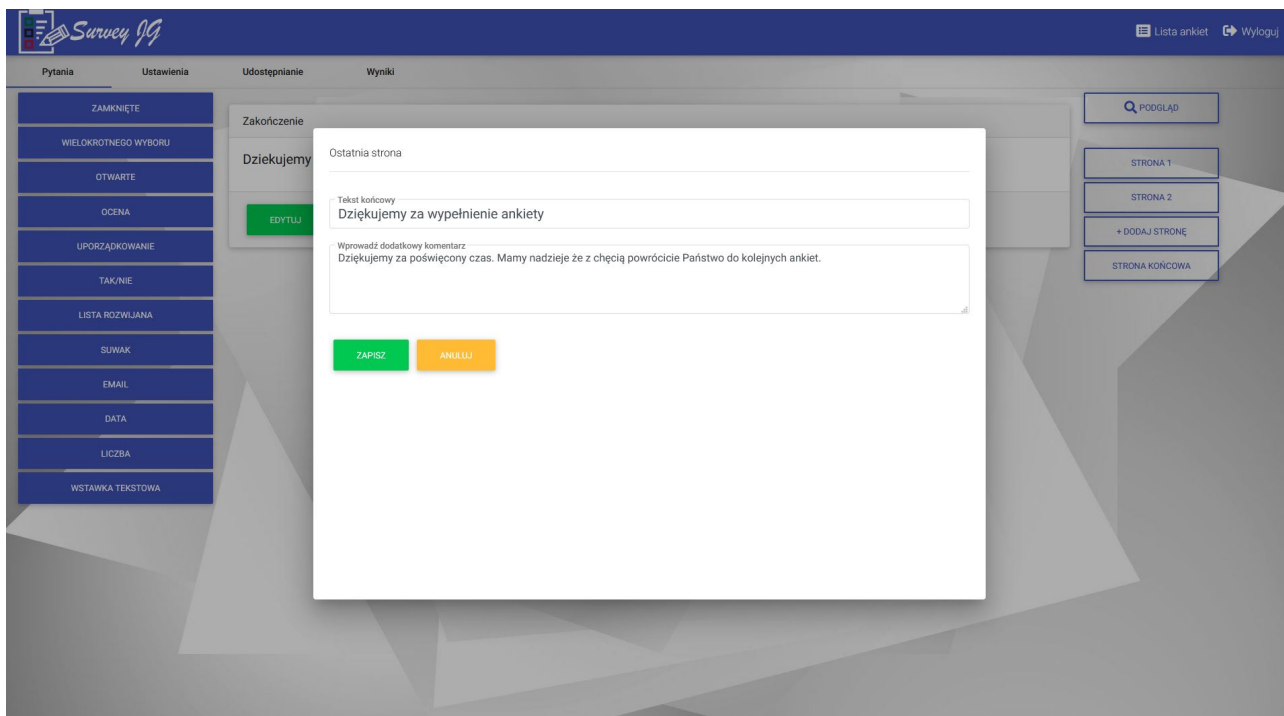 Survey JG
Lista ankiet
Wyloguj
Pytania
Ustawienia
Udostępnianie
Wyniki
ZAMKNIĘTE
WIELOKROTNEGO WYBORU
OTWARTE
OCENA
UPORZĄDKOWANIE
TAK/NIE
LISTA ROZWIJANA
SUWAK
EMAIL
DATA
LICZBA
WSTAWKA TEKSTOWA
Zakończenie
Dziekujemy
EDYTUJ
Ostatnia strona
Tekst końcowy
Dziękujemy za wypełnienie ankiety
Wprowadź dodatkowy komentarz
Dziękujemy za poświęcony czas. Mamy nadzieje że z chęcią powrócicie Państwo do kolejnych ankiet.
ZAPISZ
ANULUJ
PODGLĄD
STRONA 1
STRONA 2
+ DODAJ STRONĘ
STRONA KOŃCOWA